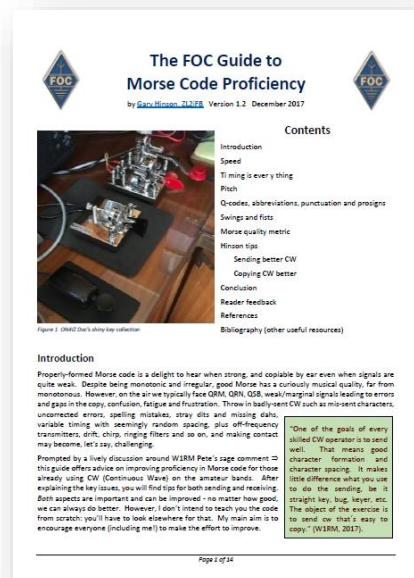 FOC
FOC
The FOC Guide to
Morse Code Proficiency
by Gary Hinson, ZL2iFB Version 1.2 December 2017
Contents
Introduction
Speed
Ti ming is ever y thing
Pitch
Q-codes, abbreviations, punctuation and prosigns
Swings and fists
Morse quality metric
Hinson tips
Sending better CW
Copying CW better
Conclusion
Reader feedback
References
Bibliography (other useful resources)
Figure 1 ON4IZ Doc's shiny key collection
Introduction
Properly-formed Morse code is a delight to hear when strong, and copiable by ear even when signals are
quite weak. Despite being monotonic and irregular, good Morse has a curiously musical quality, far from
monotonous. However, on the air we typically face QRM, QRN, QSB, weak/marginal signals leading to errors
and gaps in the copy, confusion, fatigue and frustration. Throw in badly-sent CW such as mis-sent characters,
uncorrected errors, spelling mistakes, stray dits and missing dahs,
variable timing with seemingly random spacing, plus off-frequency
transmitters, drift, chirp, ringing filters and so on, and making contact
may become, let's say, challenging.
Prompted by a lively discussion around W1RM Pete's sage comment ⊃
this guide offers advice on improving proficiency in Morse code for those
already using CW (Continuous Wave) on the amateur bands. After
explaining the key issues, you will find tips for both sending and receiving.
Both aspects are important and can be improved - no matter how good,
we can always do better. However, I don't intend to teach you the code
from scratch: you'll have to look elsewhere for that. My main aim is to
encourage everyone (including me!) to make the effort to improve.
"One of the goals of every
skilled CW operator is to send
well. That means good
character formation and
character spacing. It makes
little difference what you use
to do the sending, be it
straight key, bug, keyer, etc.
The object of the exercise is
to send cw that's easy to
copy." (W1RM, 2017).
Page 1 of 14